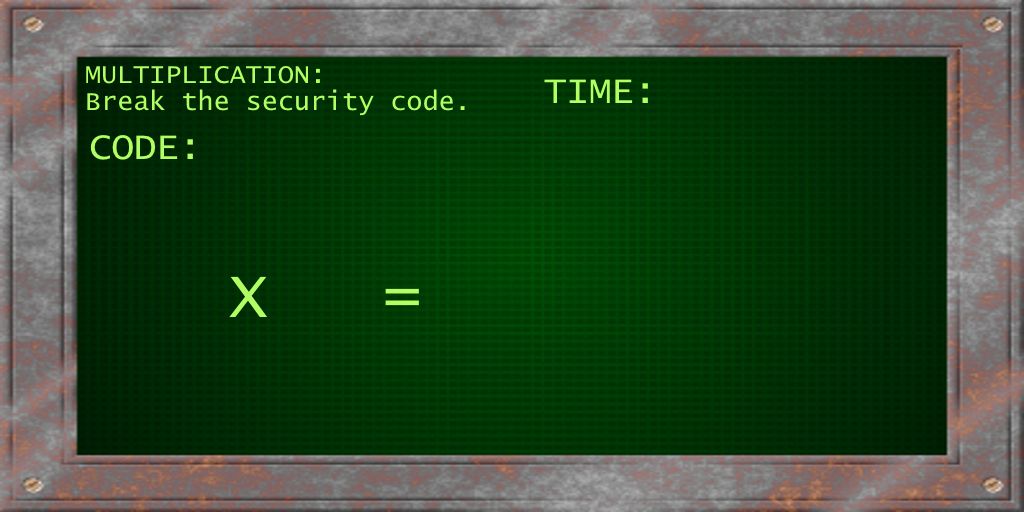 MULTIPLICATION:
Break the security code.
TIME:
CODE:
X =